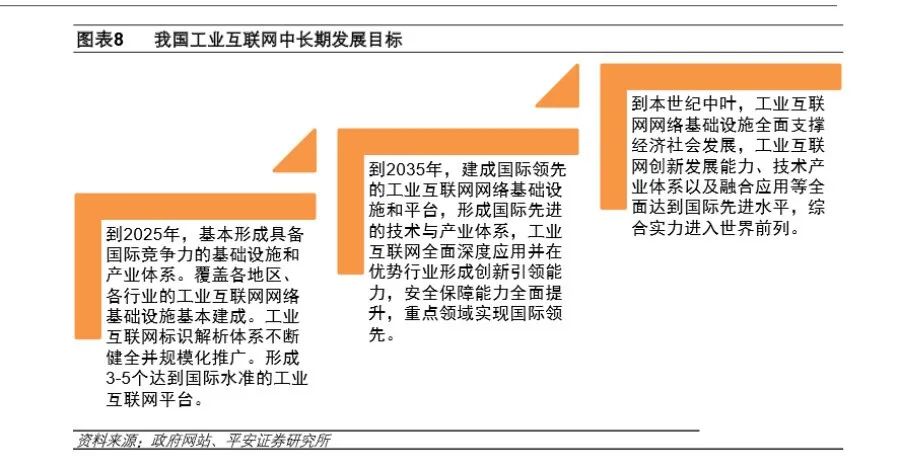 图表8 我国工业互联网中长期发展目标
到2025年，基本形成具备
国际竞争力的基础设施和
产业体系。覆盖各地区、
各行业的工业互联网网络
基础设施基本建成。工业
互联网标识解析体系不断
健全并规模化推广。形成
3-5个达到国际水准的工业
互联网平台。
到2035年，建成国际领先
的工业互联网网络基础设
施和平台，形成国际先进
的技术与产业体系，工业
互联网全面深度应用并在
优势行业形成创新引领能
力，安全保障能力全面提
升，重点领域实现国际领
先。
到本世纪中叶，工业互联
网网络基础设施全面支撑
经济社会发展，工业互联
网创新发展能力、技术产
业体系以及融合应用等全
面达到国际先进水平，综
合实力进入世界前列。
资料来源：政府网站、平安证券研究所